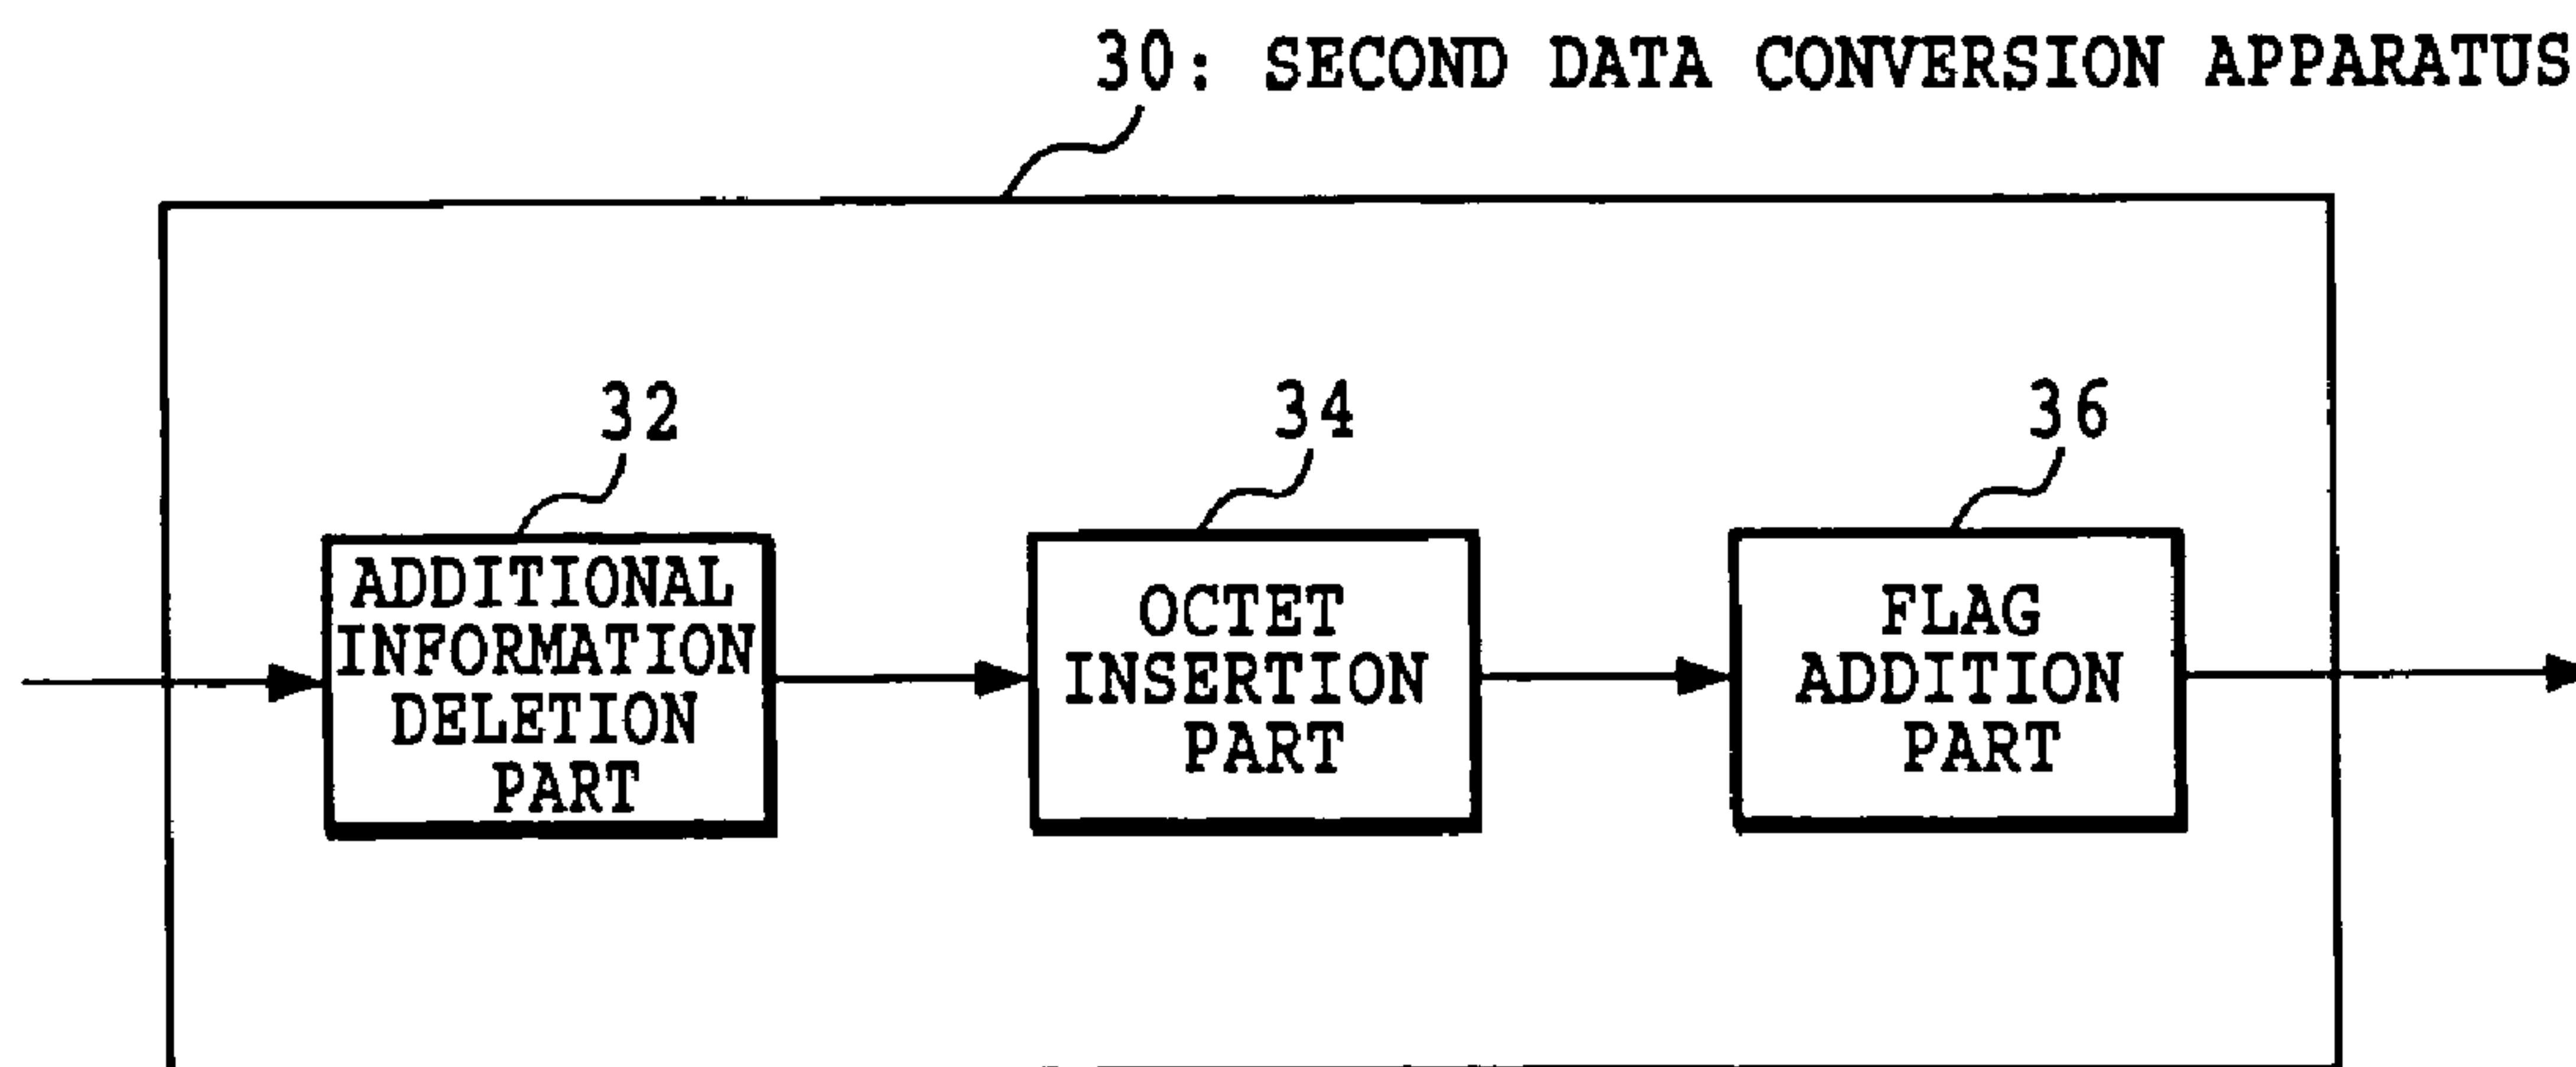 30: SECOND DATA CONVERSION APPARATUS
32
34
36
ADDITIONAL
INFORMATION
DELETION
PART
OCTET
INSERTION
PART
FLAG
ADDITION
PART